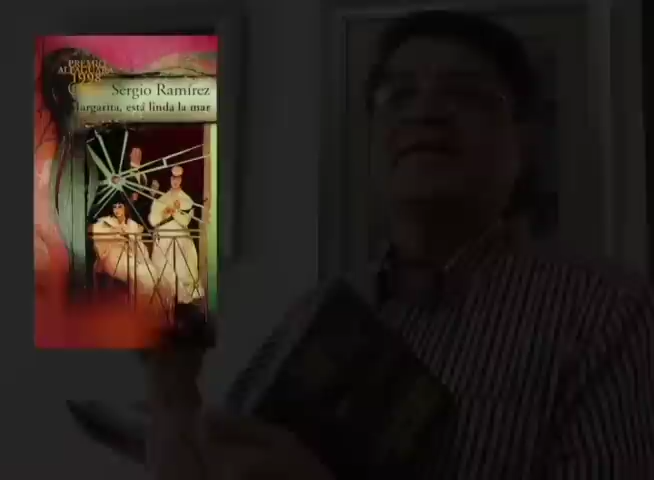 PREMIO
ALFAGUARA
1998
Sergio Ramírez
Margarita, está linda la mar